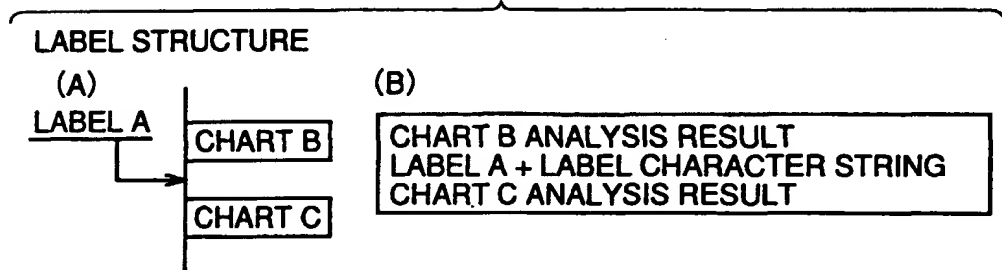 LABEL STRUCTURE
(A)
LABEL A
CHART B
CHART C
(B)
CHART B ANALYSIS RESULT
LABEL A + LABEL CHARACTER STRING
CHART C ANALYSIS RESULT